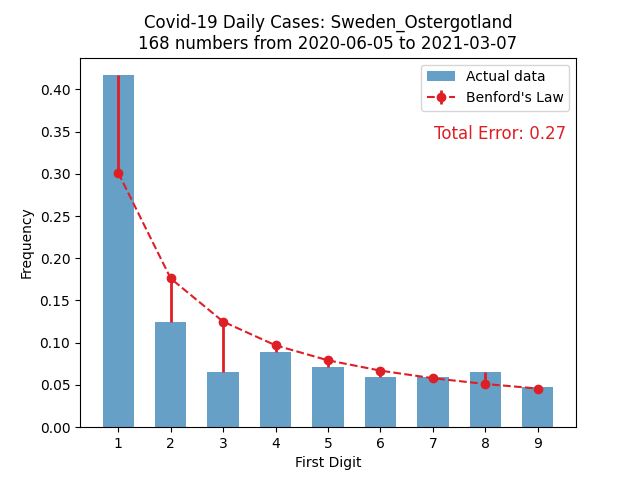 Covid-19 Daily Cases: Sweden_Ostergotland
168 numbers from 2020-06-05 to 2021-03-07
Actual data
Benford's Law
Total Error: 0.27
Frequency
0.40
0.35
0.30
0.25
0.20
0.15
0.10
0.05
0.00
1 2 3 4 5 6 7 8 9
First Digit